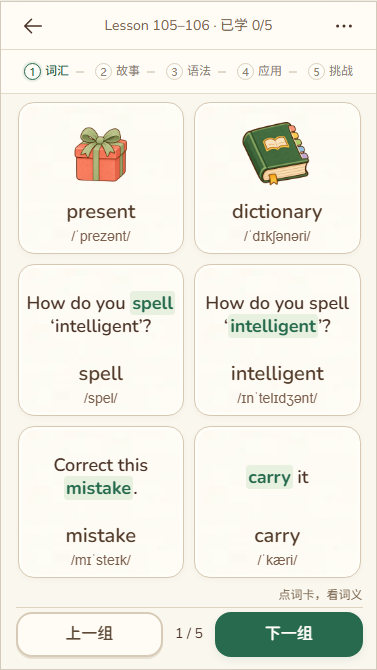 Lesson 105–106 · 已学 0/5
1 词汇 2 故事 3 语法 4 应用 5 挑战
present
/ˈprezənt/
dictionary
/ˈdɪkʃənəri/
How do you spell
‘intelligent’?
spell
/spel/
How do you spell
‘intelligent’?
intelligent
/ɪnˈtelɪdʒənt/
Correct this
mistake.
mistake
/mɪˈsteɪk/
carry it
carry
/ˈkæri/
点词卡，看词义
上一组 1 / 5 下一组